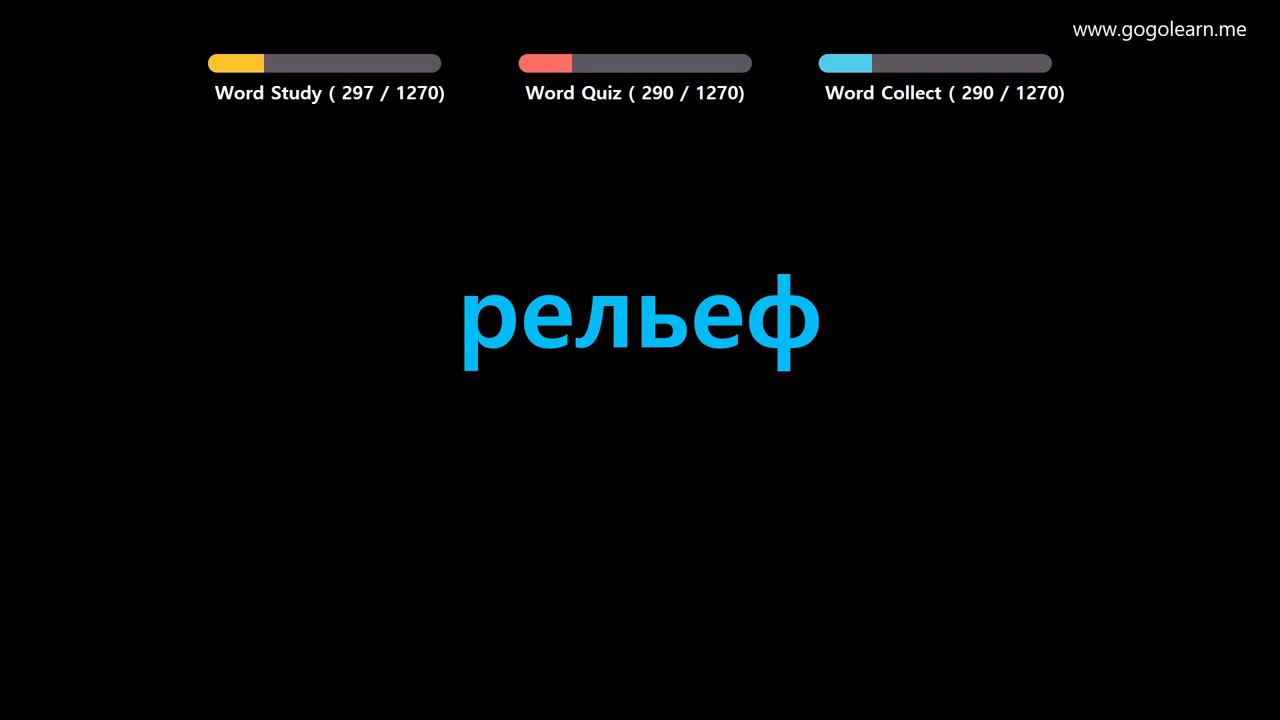 www.gogolearn.me
Word Study ( 297 / 1270)
Word Quiz ( 290 / 1270)
Word Collect ( 290 / 1270)
рельеф